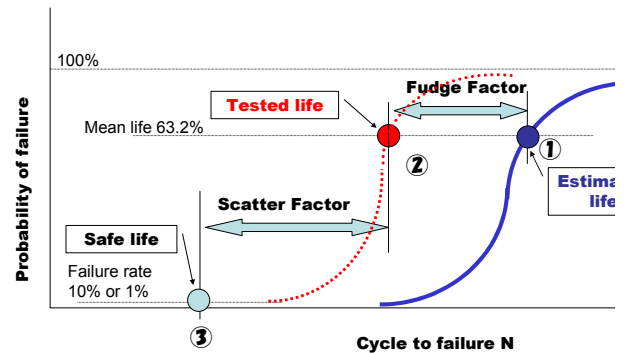 100%
Fudge Factor
Tested life
Mean life 63.2%
①
②
Scatter Factor
Safe life
Failure rate
10% or 1%
③
Probability of failure
Cycle to failure N
life